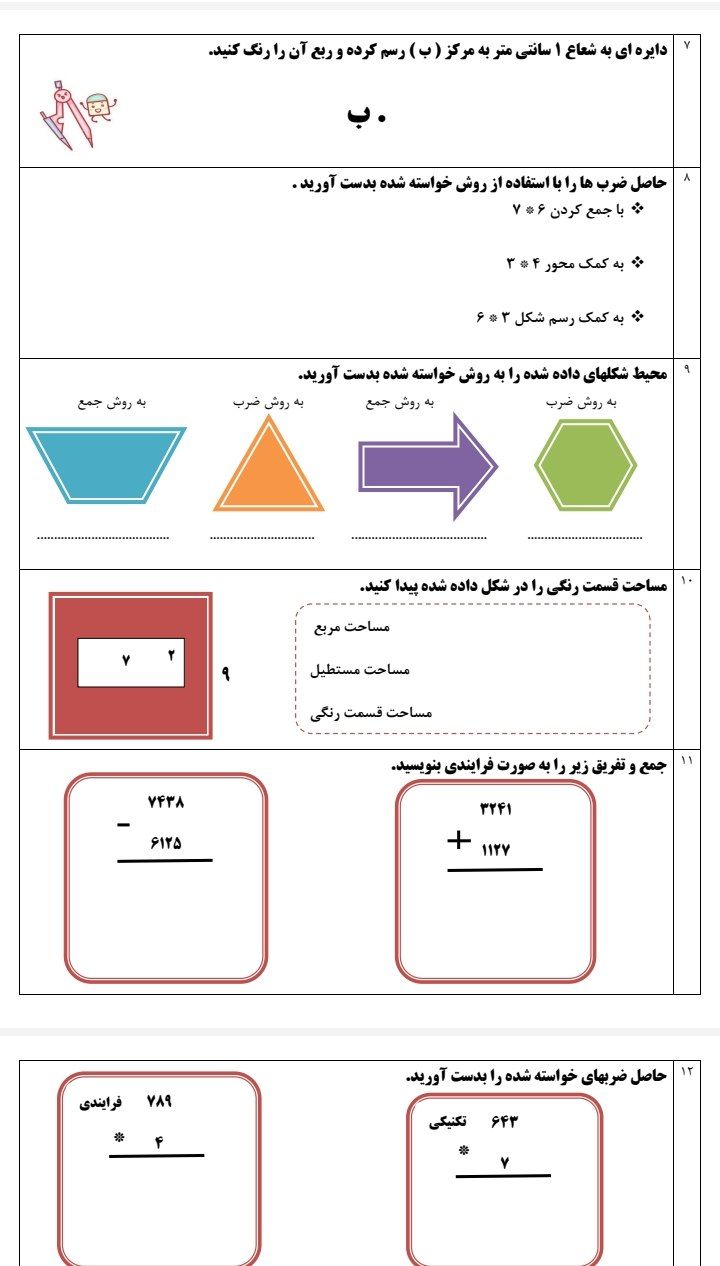 ۷
دایره ای به شعاع ۱ سانتی متر به مرکز ( ب ) رسم کرده و ربع آن را رنگ کنید.
. ب
۸
حاصل ضرب ها را با استفاده از روش خواسته شده بدست آورید .
❖ با جمع کردن ۶ * ۷
❖ به کمک محور ۴ * ۳
❖ به کمک رسم شکل ۳ * ۶
۹
محیط شکلهای داده شده را به روش خواسته شده بدست آورید.
به روش ضرب
به روش جمع
به روش ضرب
به روش جمع
۱۰
مساحت قسمت رنگی را در شکل داده شده پیدا کنید.
مساحت مربع
مساحت مستطیل
مساحت قسمت رنگی
۹
۲
۷
۱۱
جمع و تفریق زیر را به صورت فرایندی بنویسید.
۳۲۴۱
+
۱۱۲۷
۷۴۳۸
-
۶۱۲۵
۱۲
حاصل ضربهای خواسته شده را بدست آورید.
۶۴۳ تکنیکی
*
۷
۷۸۹ فرایندی
* ۴